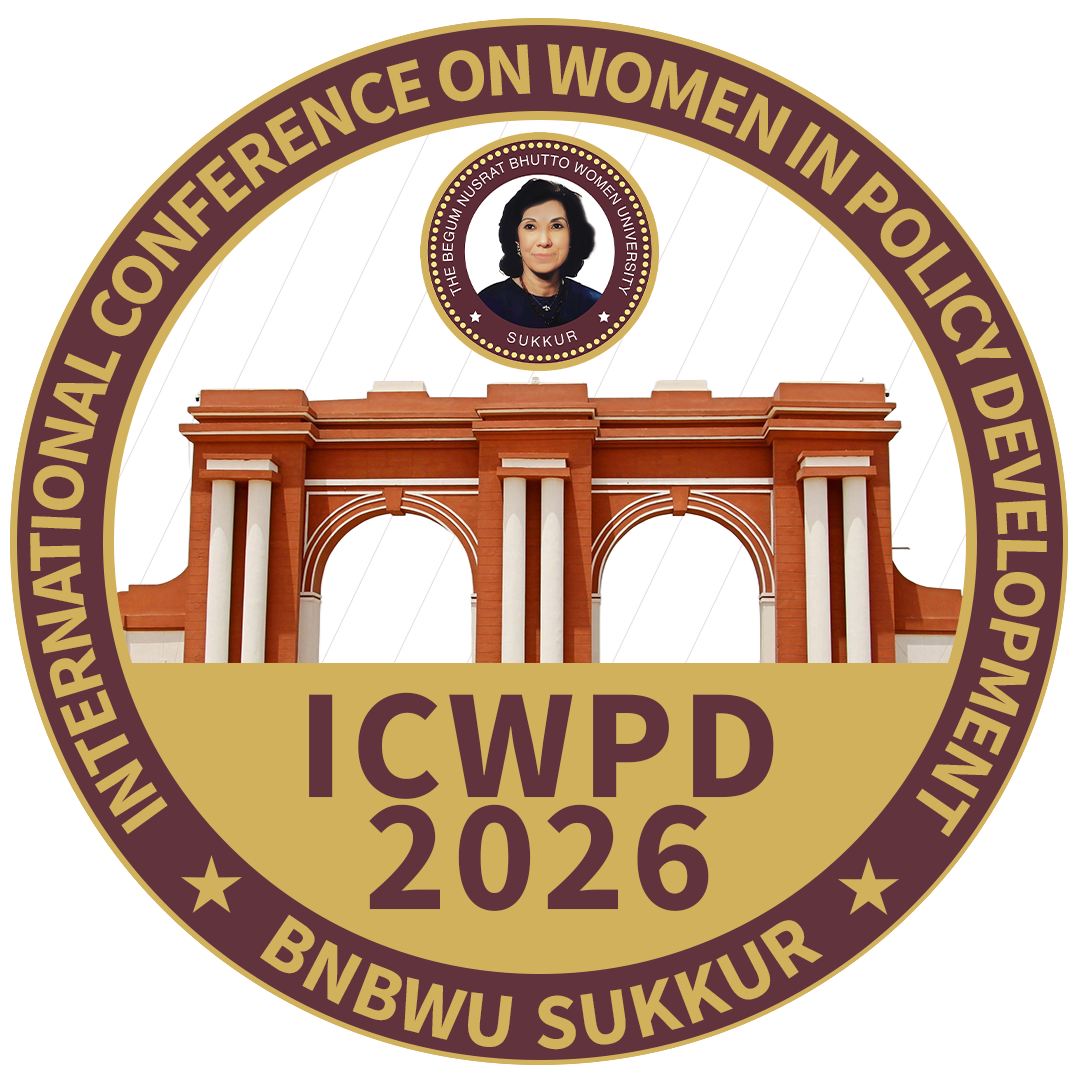 INTERNATIONAL CONFERENCE ON WOMEN IN POLICY DEVELOPMENT
THE BEGUM NUSRAT BHUTTO WOMEN UNIVERSITY
SUKKUR
ICWPD
2026
BNBWU SUKKUR